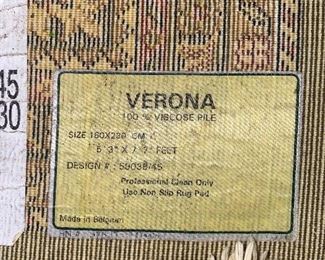 45
30
VERONA
100 % VISCOSE PILE
SIZE 160X230 CM
5' 3" X 7' 7" FEET
DESIGN # : 59038/45
Professional Clean Only
Use Non Slip Rug Pad
Made in Belgium